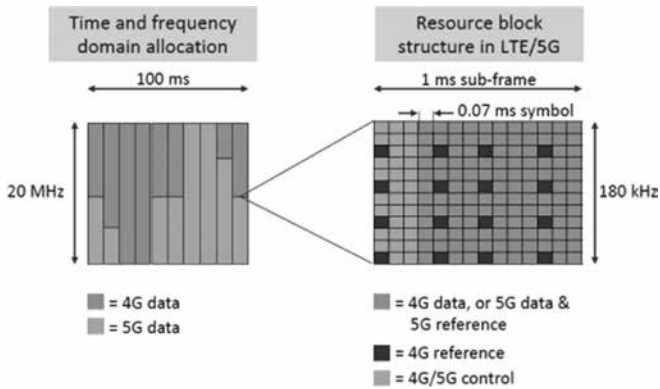 Time and frequency
domain allocation
100 ms
20 MHz
= 4G data
= 5G data
Resource block
structure in LTE/5G
1 ms sub-frame
0.07 ms symbol
180 kHz
= 4G data, or 5G data &
5G reference
= 4G reference
= 4G/5G control